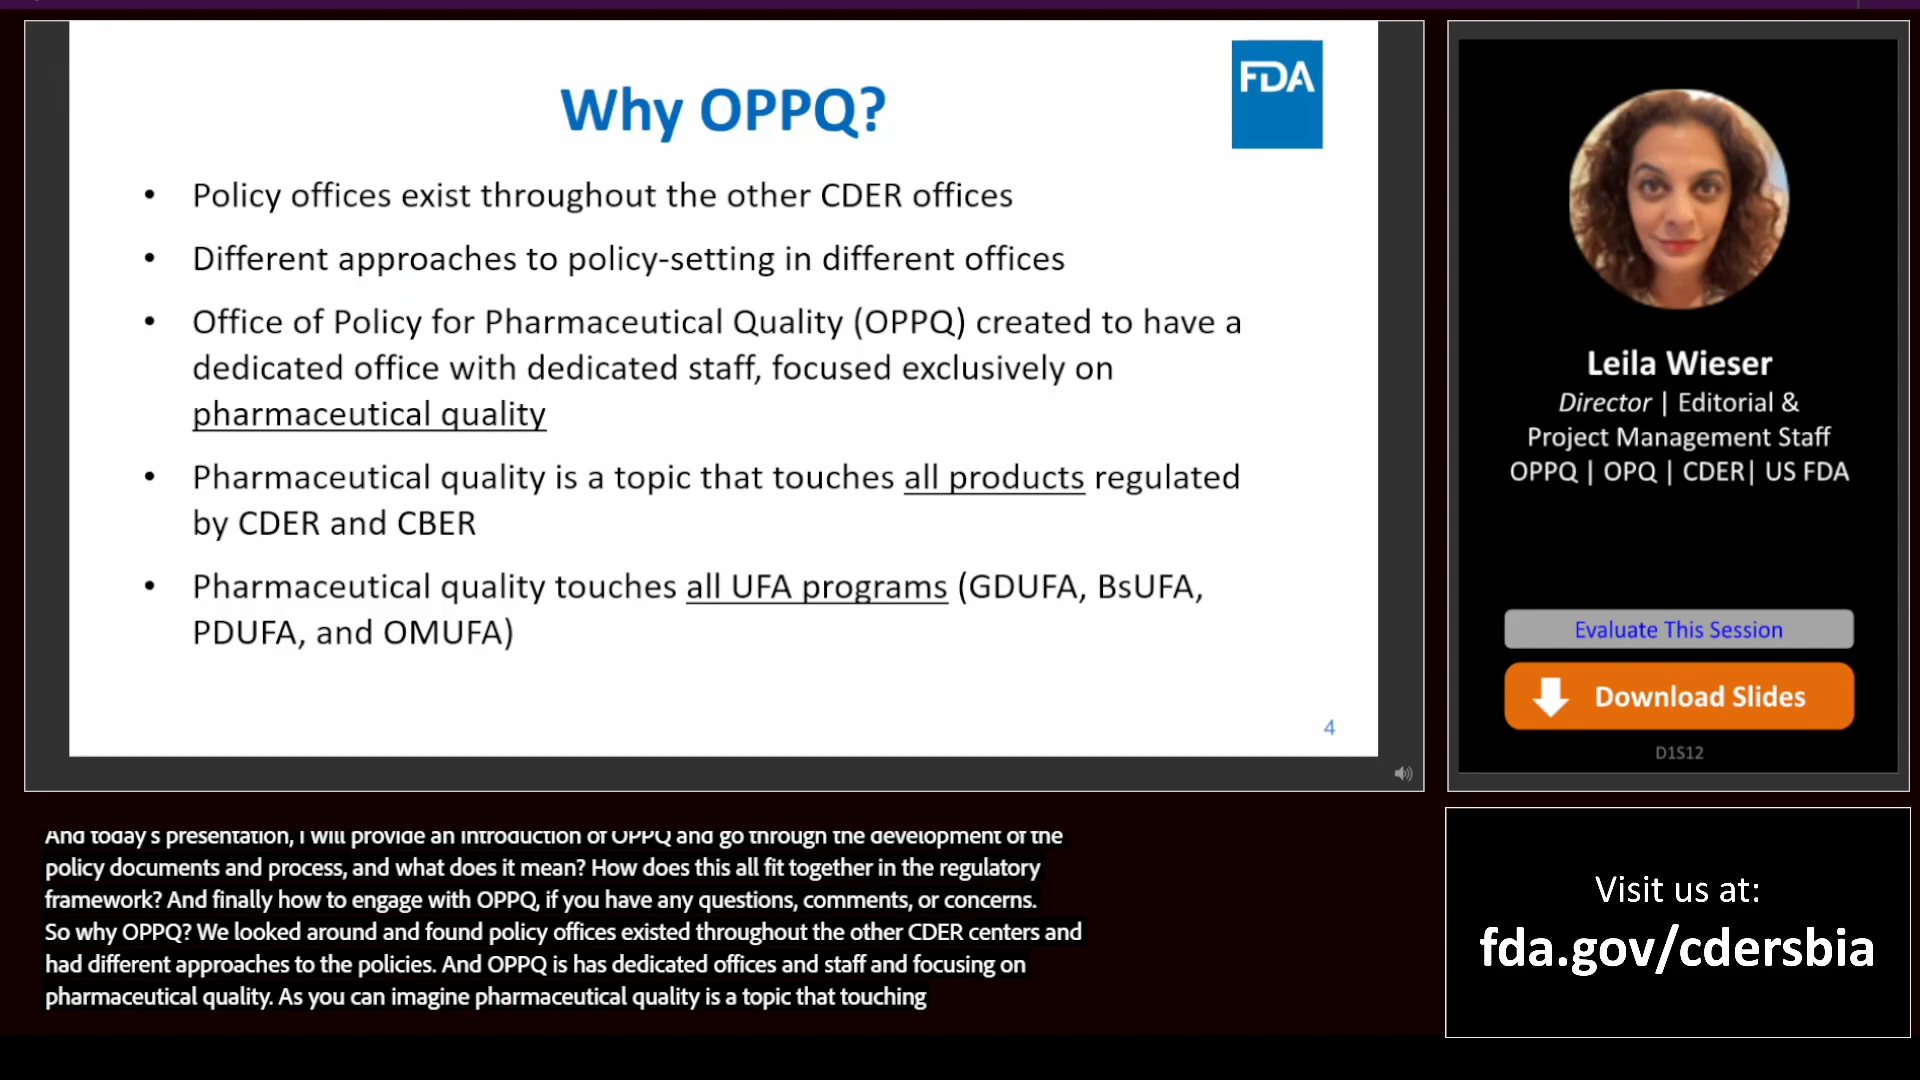 Why OPPQ?
FDA
• Policy offices exist throughout the other CDER offices
• Different approaches to policy-setting in different offices
• Office of Policy for Pharmaceutical Quality (OPPQ) created to have a
dedicated office with dedicated staff, focused exclusively on
pharmaceutical quality
• Pharmaceutical quality is a topic that touches all products regulated
by CDER and CBER
• Pharmaceutical quality touches all UFA programs (GDUFA, BsUFA,
PDUFA, and OMUFA)
4
Leila Wieser
Director | Editorial &
Project Management Staff
OPPQ | OPQ | CDER| US FDA
Evaluate This Session
Download Slides
D1S12
And today's presentation, I will provide an introduction of OPPQ and go through the development of the
policy documents and process, and what does it mean? How does this all fit together in the regulatory
framework? And finally how to engage with OPPQ, if you have any questions, comments, or concerns.
So why OPPQ? We looked around and found policy offices existed throughout the other CDER centers and
had different approaches to the policies. And OPPQ is has dedicated offices and staff and focusing on
pharmaceutical quality. As you can imagine pharmaceutical quality is a topic that touching
Visit us at:
fda.gov/cdersbia